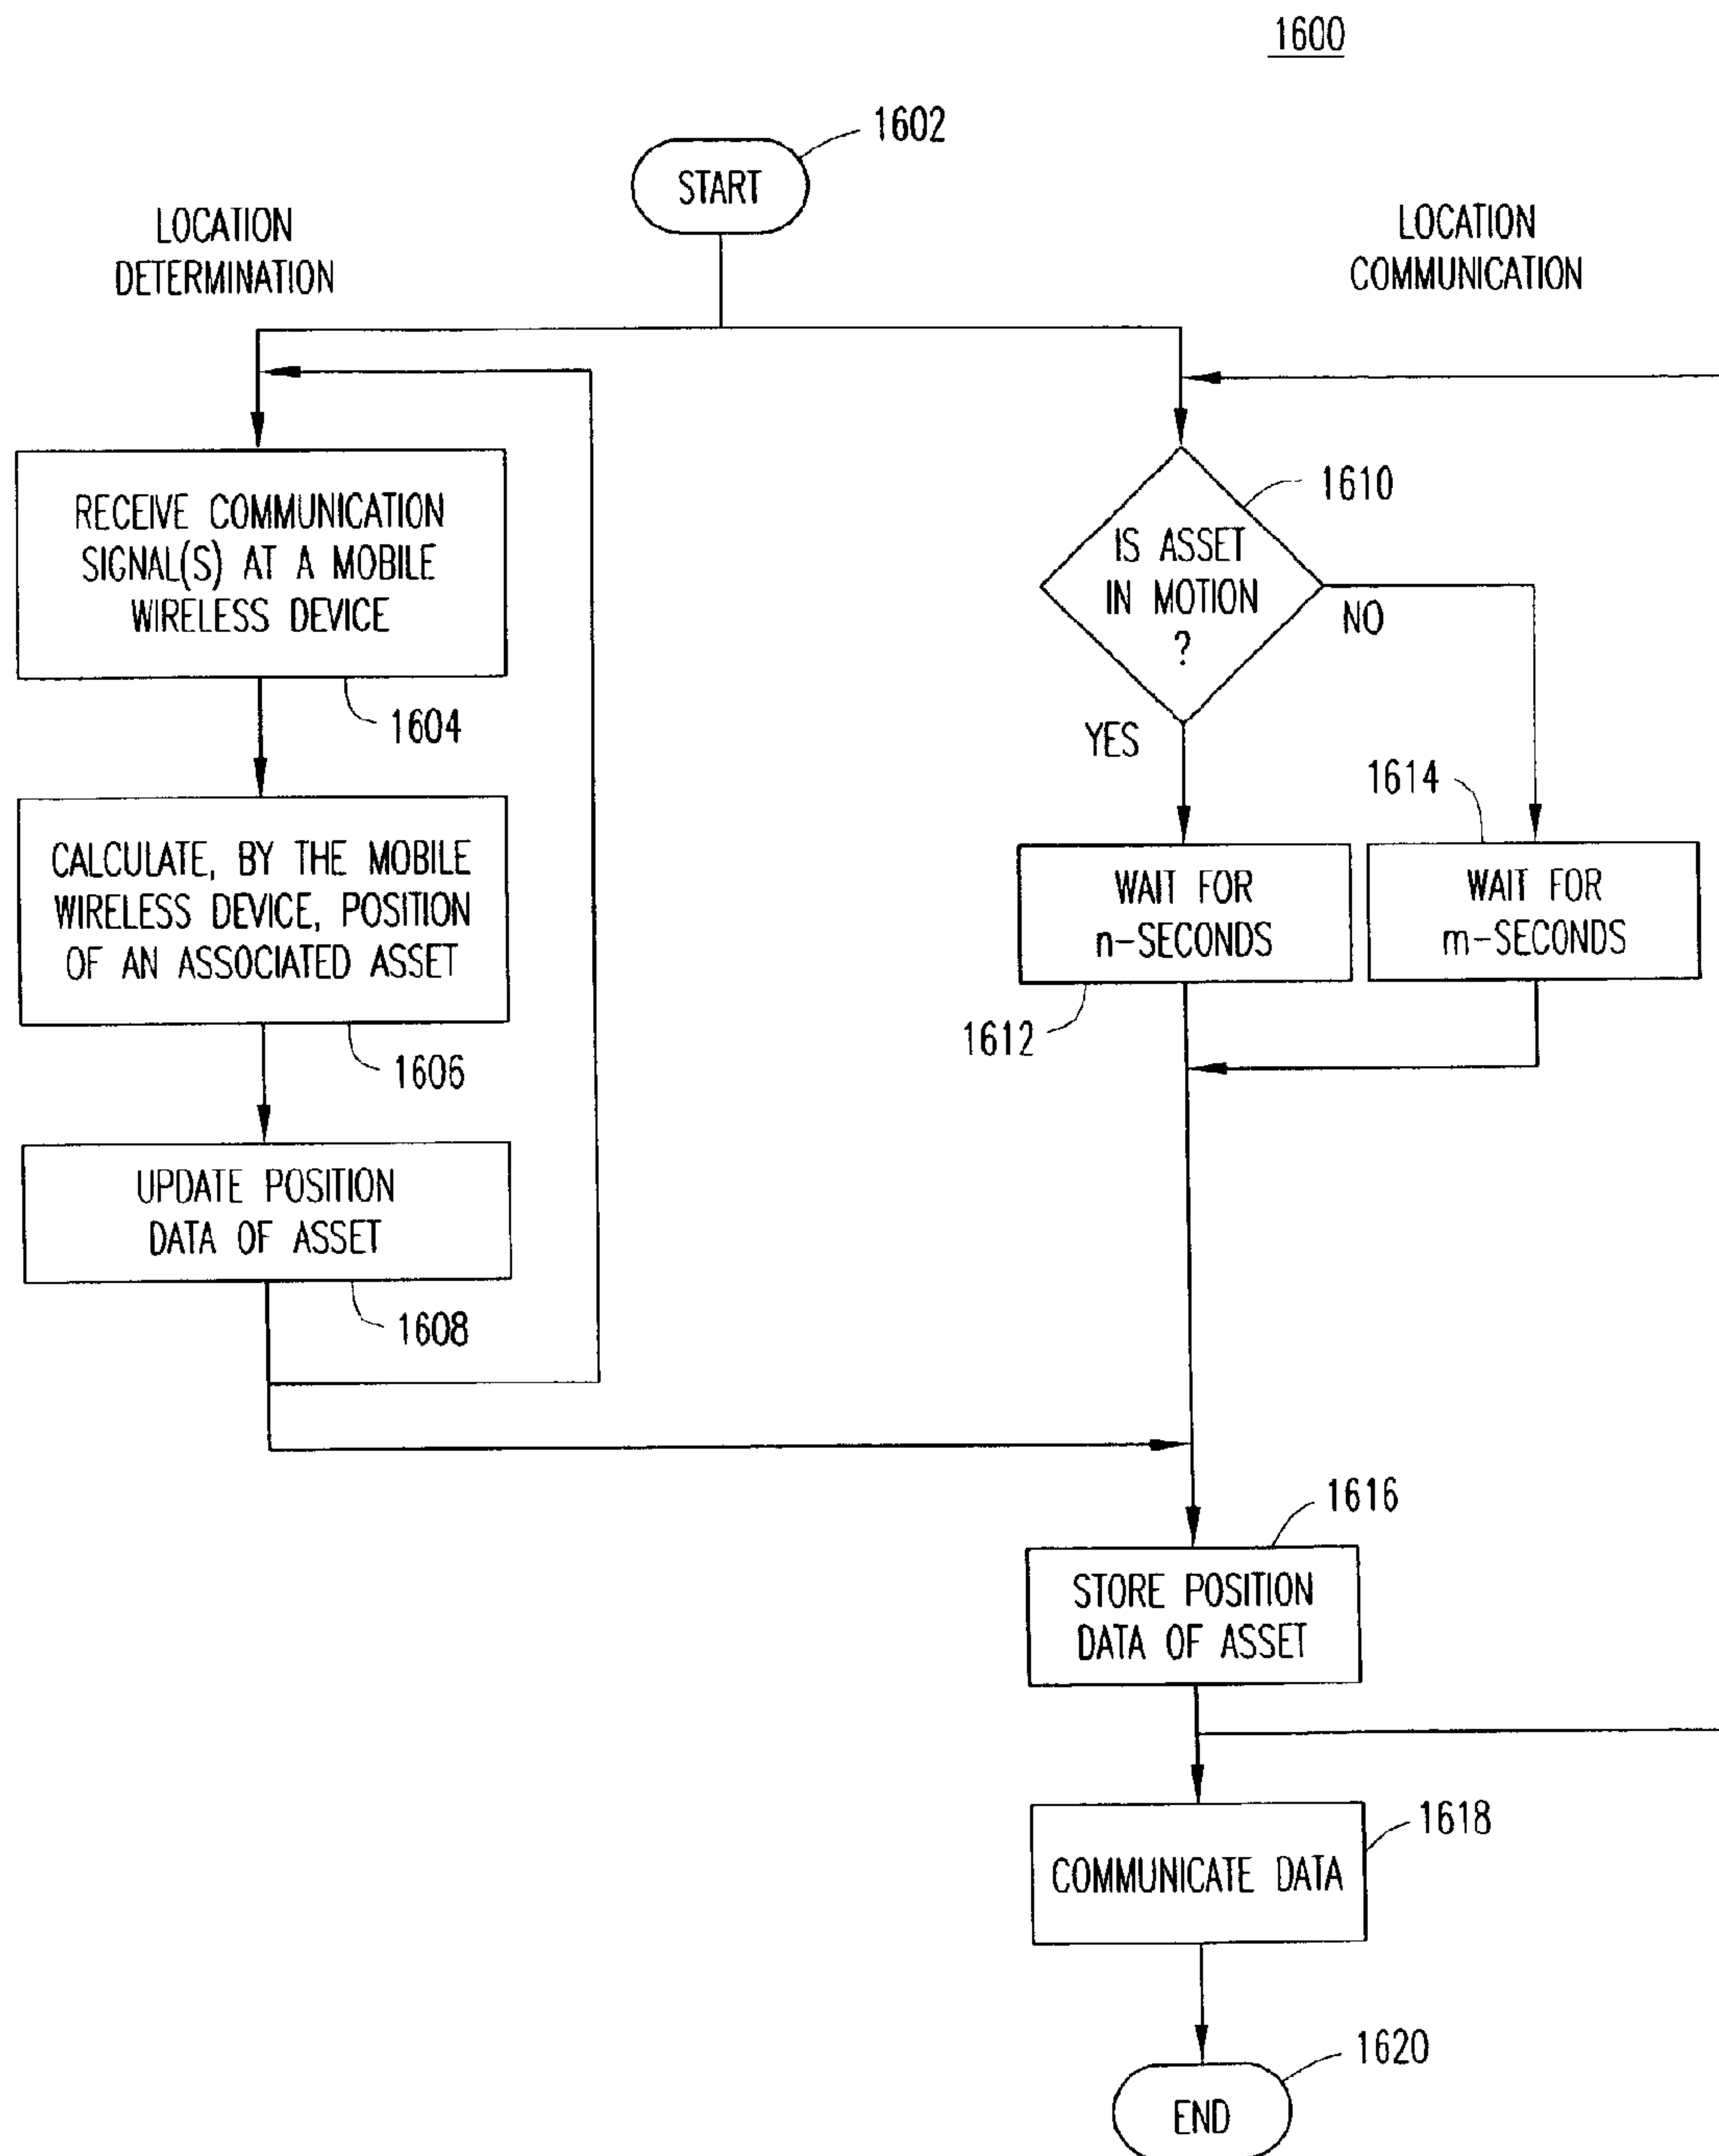 1600
1602
START
LOCATION
DETERMINATION
LOCATION
COMMUNICATION
RECEIVE COMMUNICATION
SIGNAL(S) AT A MOBILE
WIRELESS DEVICE
1604
CALCULATE, BY THE MOBILE
WIRELESS DEVICE, POSITION
OF AN ASSOCIATED ASSET
1606
UPDATE POSITION
DATA OF ASSET
1608
1610
IS ASSET
IN MOTION
?
NO
YES
1614
WAIT FOR
n-SECONDS
WAIT FOR
m-SECONDS
1612
1616
STORE POSITION
DATA OF ASSET
1618
COMMUNICATE DATA
1620
END